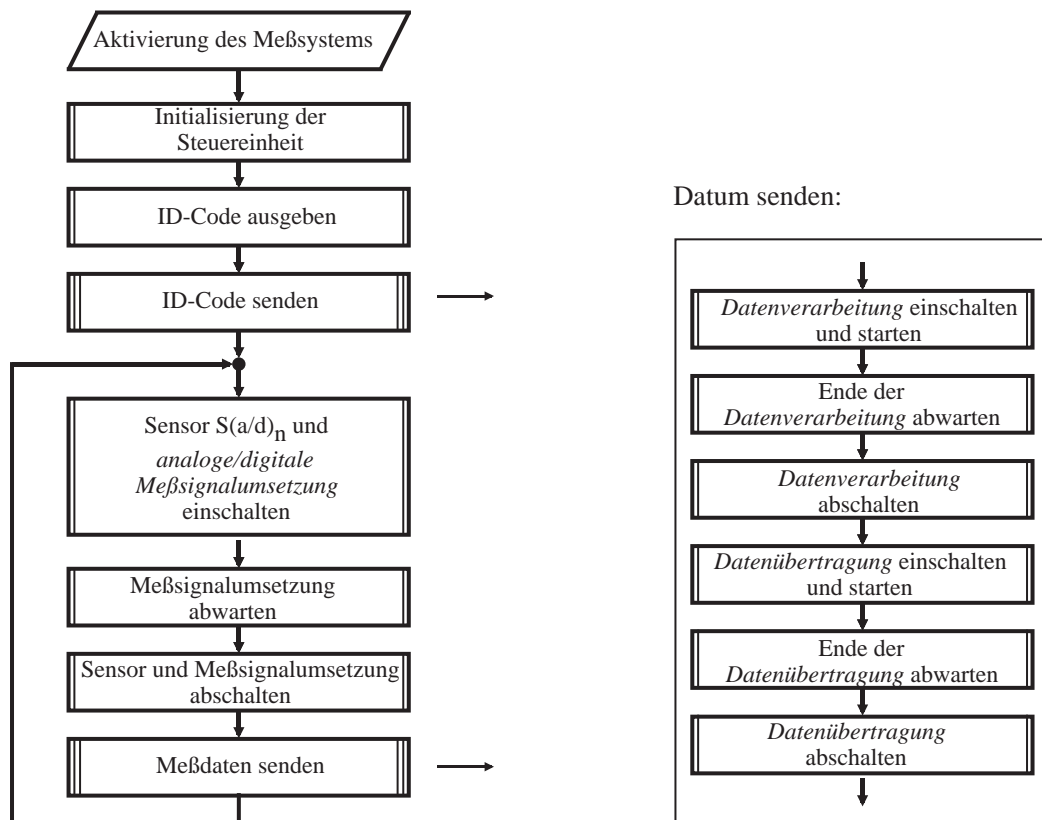 Aktivierung des Meßsystems
Initialisierung der
Steuereinheit
ID-Code ausgeben
ID-Code senden
Sensor S(a/d)n und
analoge/digitale
Meßsignalumsetzung
einschalten
Meßsignalumsetzung
abwarten
Sensor und Meßsignalumsetzung
abschalten
Meßdaten senden
Datum senden:
Datenverarbeitung einschalten
und starten
Ende der
Datenverarbeitung abwarten
Datenverarbeitung
abschalten
Datenübertragung einschalten
und starten
Ende der
Datenübertragung abwarten
Datenübertragung
abschalten